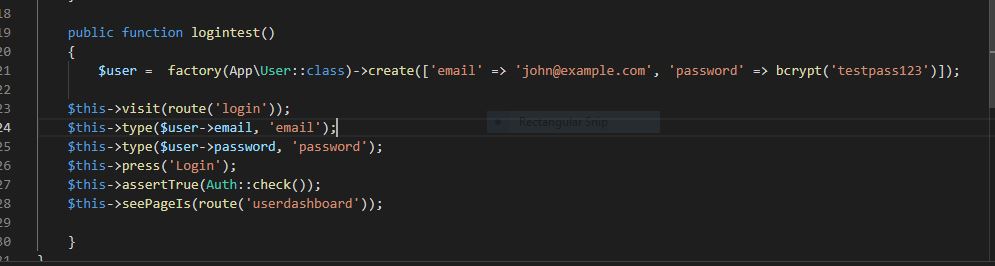 18
19 public function logintest()
20 {
21 $user =  factory(App\User::class)->create(['email' => 'john@example.com', 'password' => bcrypt('testpass123')]);
22
23 $this->visit(route('login'));
24 $this->type($user->email, 'email');
Rectangular Snip
25 $this->type($user->password, 'password');
26 $this->press('Login');
27 $this->assertTrue(Auth::check());
28 $this->seePageIs(route('userdashboard'));
29
30 }
31 }